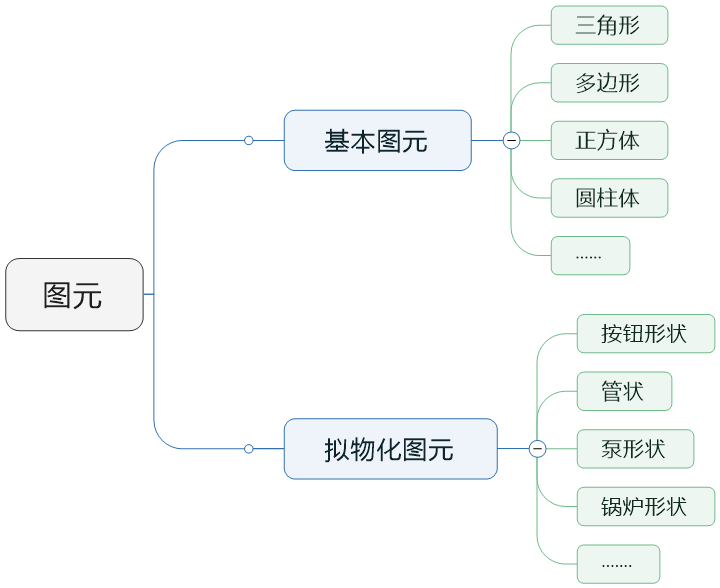 图元
基本图元
三角形
多边形
正方体
圆柱体
......
拟物化图元
按钮形状
管状
泵形状
锅炉形状
.......